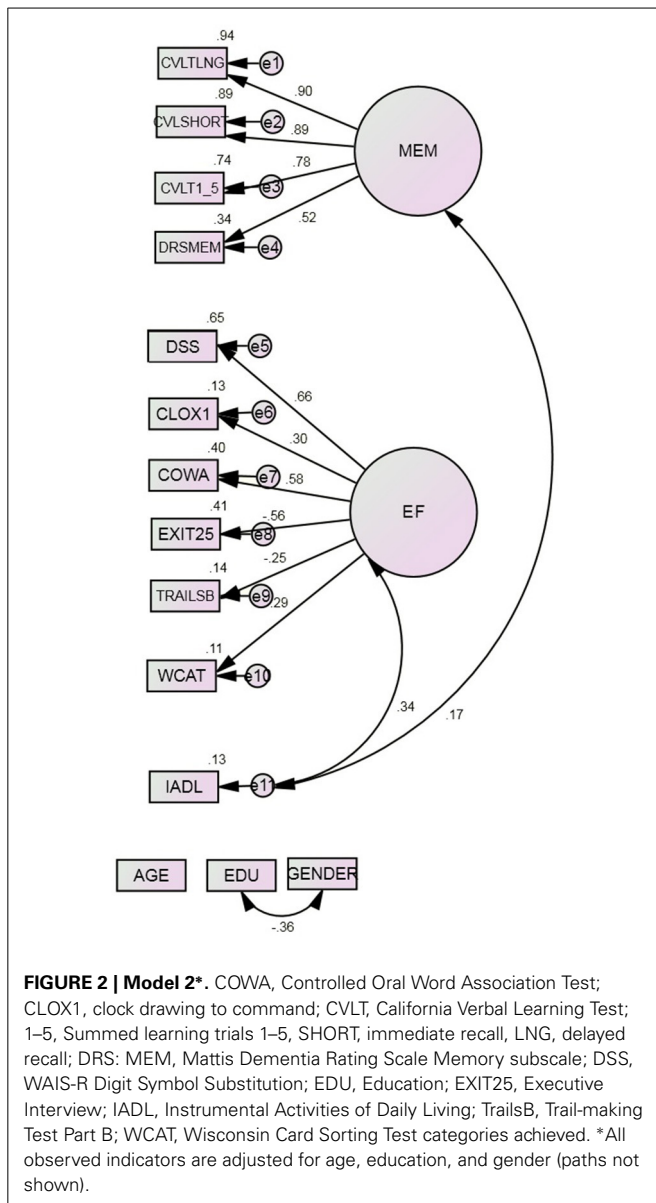 .94
CVLTLNG
e1
.90
.89
CVLSHORT
e2
.89
MEM
.74
.78
CVLT1_5
e3
.34
.52
DRSMEM
e4
.65
DSS
e5
.13
.66
CLOX1
e6
.30
.40
COWA
e7
.58
EF
.41
-.56
EXIT25
e8
-.25
.14
TRAILSB
e9
.29
.11
WCAT
e10
.34
.17
.13
IADL
e11
AGE
EDU
GENDER
-.36
FIGURE 2 | Model 2*. COWA, Controlled Oral Word Association Test;
CLOX1, clock drawing to command; CVLT, California Verbal Learning Test;
1–5, Summed learning trials 1–5, SHORT, immediate recall, LNG, delayed
recall; DRS: MEM, Mattis Dementia Rating Scale Memory subscale; DSS,
WAIS-R Digit Symbol Substitution; EDU, Education; EXIT25, Executive
Interview; IADL, Instrumental Activities of Daily Living; TrailsB, Trail-making
Test Part B; WCAT, Wisconsin Card Sorting Test categories achieved. *All
observed indicators are adjusted for age, education, and gender (paths not
shown).